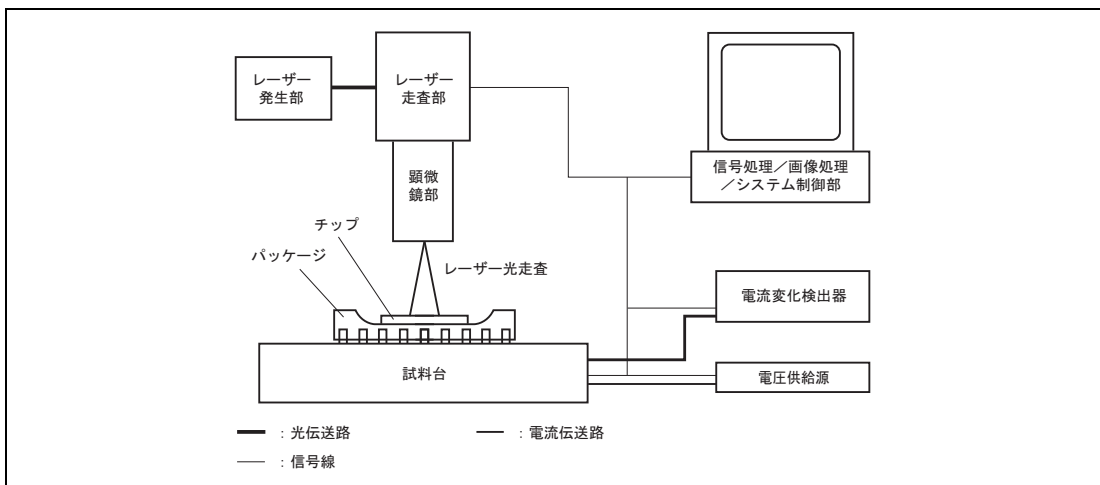 レーザー
発生部
レーザー
走査部
顕微
鏡部
信号処理／画像処理
／システム制御部
チップ
パッケージ
レーザー光走査
電流変化検出器
試料台
電圧供給源
：光伝送路
：電流伝送路
：信号線